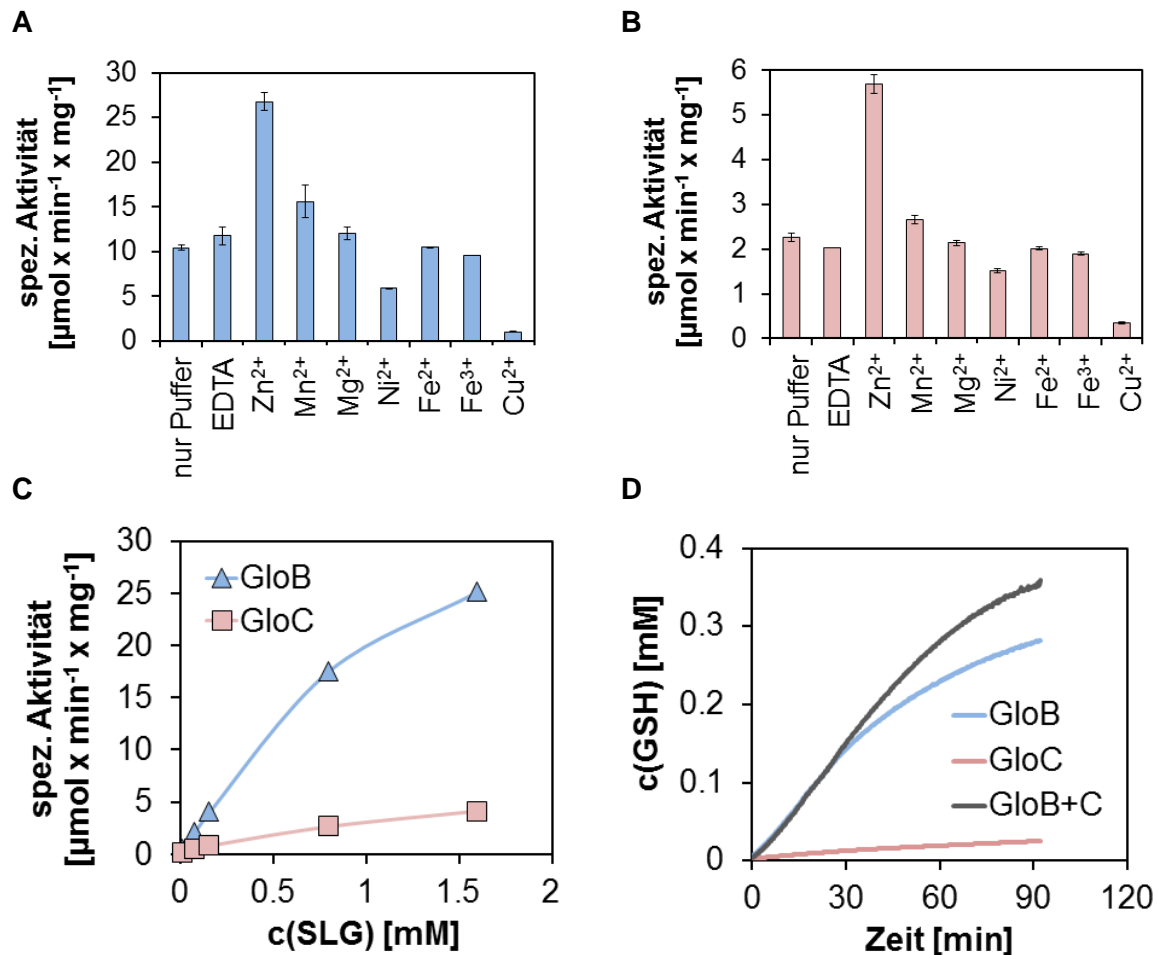 A
spez. Aktivität
[µmol x min⁻¹ x mg⁻¹]
30
25
20
15
10
5
0
nur Puffer
EDTA
Zn²⁺
Mn²⁺
Mg²⁺
Ni²⁺
Fe²⁺
Fe³⁺
Cu²⁺
B
spez. Aktivität
[µmol x min⁻¹ x mg⁻¹]
6
5
4
3
2
1
0
nur Puffer
EDTA
Zn²⁺
Mn²⁺
Mg²⁺
Ni²⁺
Fe²⁺
Fe³⁺
Cu²⁺
C
spez. Aktivität
[µmol x min⁻¹ x mg⁻¹]
30
25
20
15
10
5
0
GloB
GloC
0 0.5 1 1.5 2
c(SLG) [mM]
D
c(GSH) [mM]
0.4
0.3
0.2
0.1
0
GloB
GloC
GloB+C
0 30 60 90 120
Zeit [min]